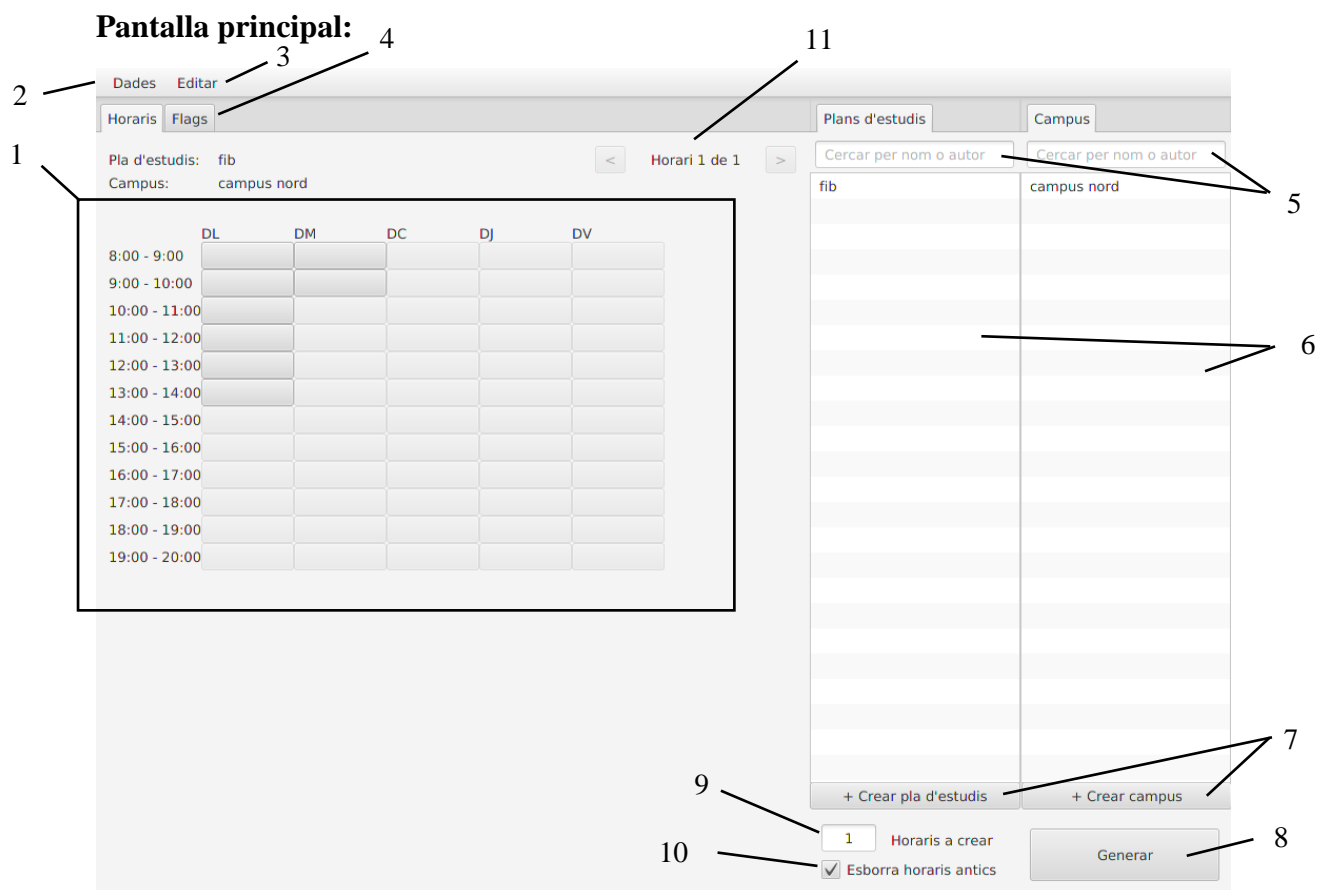 Pantalla principal:
4
3
11
2
Dades Editar
Horaris Flags
Plans d'estudis
Campus
1
Pla d'estudis: fib
< Horari 1 de 1 >
Cercar per nom o autor
Cercar per nom o autor
Campus: campus nord
fib
campus nord
5
DL DM DC DJ DV
8:00 - 9:00
9:00 - 10:00
10:00 - 11:00
11:00 - 12:00
12:00 - 13:00
13:00 - 14:00
14:00 - 15:00
15:00 - 16:00
16:00 - 17:00
17:00 - 18:00
18:00 - 19:00
19:00 - 20:00
6
7
9
+ Crear pla d'estudis
+ Crear campus
1 Horaris a crear
10
Esborra horaris antics
Generar
8